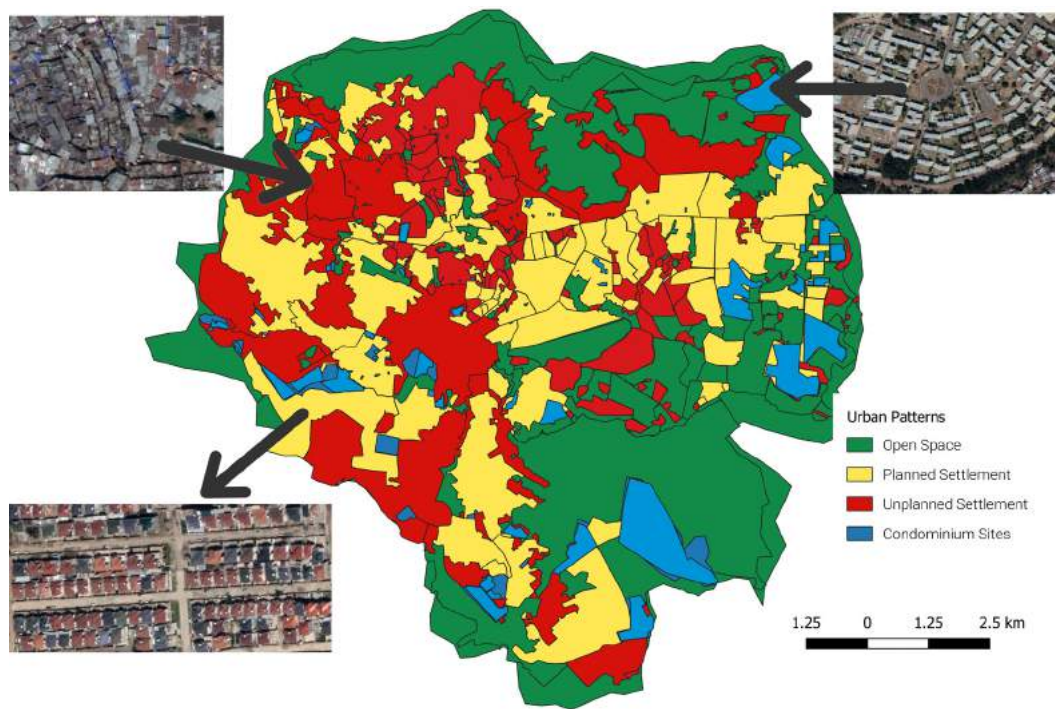 Urban Patterns
Open Space
Planned Settlement
Unplanned Settlement
Condominium Sites
1.25 0 1.25 2.5 km